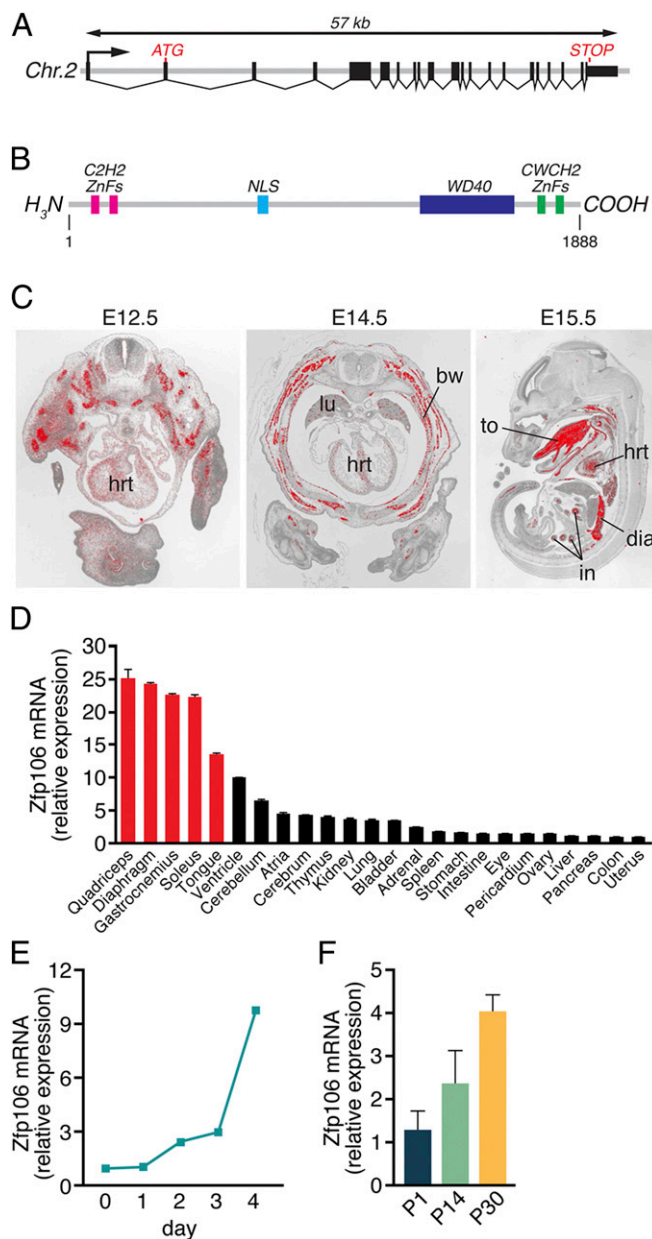 A
57 kb
ATG
STOP
Chr.2
B
C2H2
ZnFs
NLS
WD40
CWCH2
ZnFs
H3N
COOH
1
1888
C
E12.5
E14.5
E15.5
hrt
lu
bw
hrt
to
hrt
dia
in
D
Zfp106 mRNA
(relative expression)
30
25
20
15
10
5
0
Quadriceps
Diaphragm
Gastrocnemius
Soleus
Tongue
Ventricle
Cerebellum
Atria
Cerebrum
Thymus
Kidney
Lung
Bladder
Adrenal
Spleen
Stomach
Intestine
Eye
Pericardium
Ovary
Liver
Pancreas
Colon
Uterus
E
Zfp106 mRNA
(relative expression)
12
9
6
3
0
0 1 2 3 4
day
F
Zfp106 mRNA
(relative expression)
5
4
3
2
1
0
P1
P14
P30